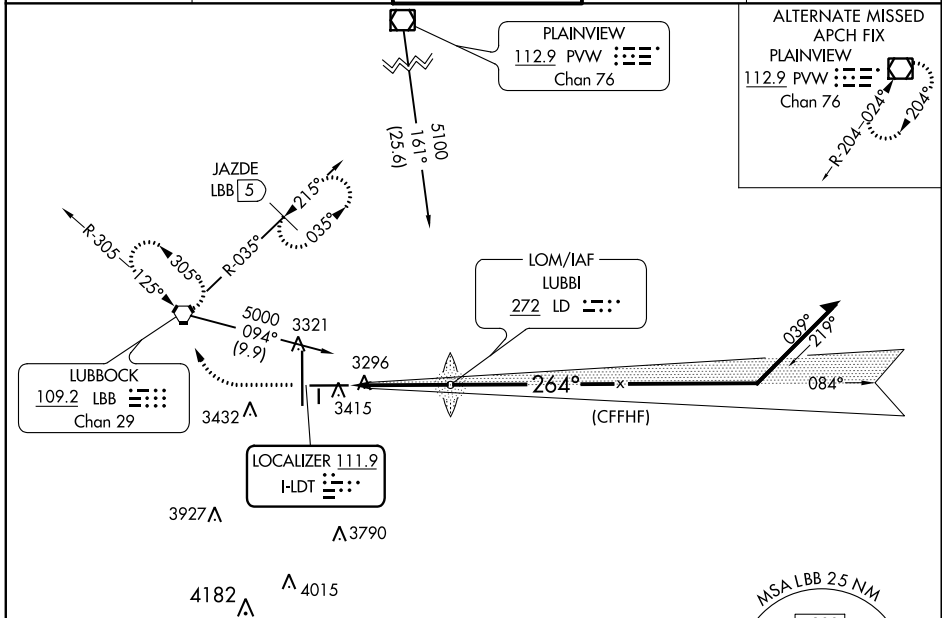 PLAINVIEW
112.9 PVW
Chan 76
ALTERNATE MISSED
APCH FIX
PLAINVIEW
112.9 PVW
Chan 76
R-204
024°
204°
5100
161°
(25.6)
JAZDE
LBB 5
215°
035°
R-035°
R-305
125°
305°
LOM/IAF
LUBBI
272 LD
5000
094°
(9.9)
3321
3296
3415
3432
LUBBOCK
109.2 LBB
Chan 29
264°
x
(CFFHF)
039°
219°
084°
LOCALIZER 111.9
I-LDT
3927
3790
4015
4182
MSA LBB 25 NM